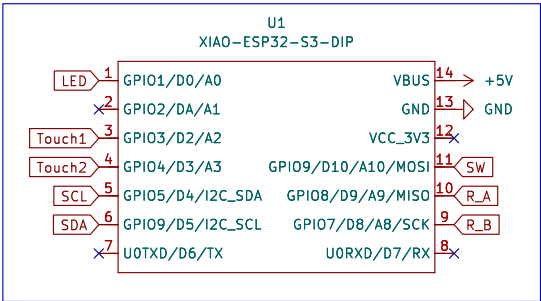 U1
XIAO-ESP32-S3-DIP
LED 1 GPIO1/D0/A0 VBUS 14 +5V
2 GPIO2/DA/A1 GND 13 GND
Touch1 3 GPIO3/D2/A2 VCC_3V3 12
Touch2 4 GPIO4/D3/A3 GPIO9/D10/A10/MOSI 11 SW
SCL 5 GPIO5/D4/I2C_SDA GPIO8/D9/A9/MISO 10 R_A
SDA 6 GPIO9/D5/I2C_SCL GPIO7/D8/A8/SCK 9 R_B
7 U0TXD/D6/TX U0RXD/D7/RX 8